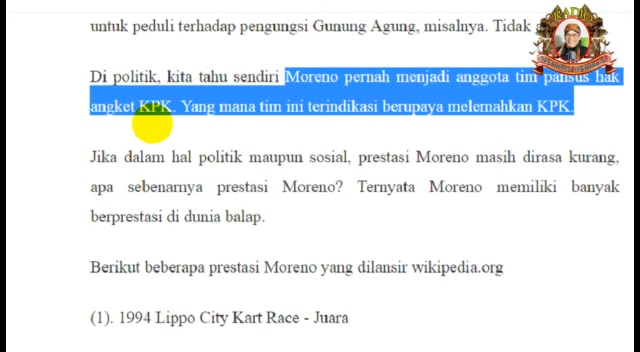 untuk peduli terhadap pengungsi Gunung Agung, misalnya. Tidak
RADIO
Di politik, kita tahu sendiri Moreno pernah menjadi anggota tim pansus hak
angket KPK. Yang mana tim ini terindikasi berupaya melemahkan KPK.
Jika dalam hal politik maupun sosial, prestasi Moreno masih dirasa kurang,
apa sebenarnya prestasi Moreno? Ternyata Moreno memiliki banyak
berprestasi di dunia balap.
Berikut beberapa prestasi Moreno yang dilansir wikipedia.org
(1). 1994 Lippo City Kart Race - Juara